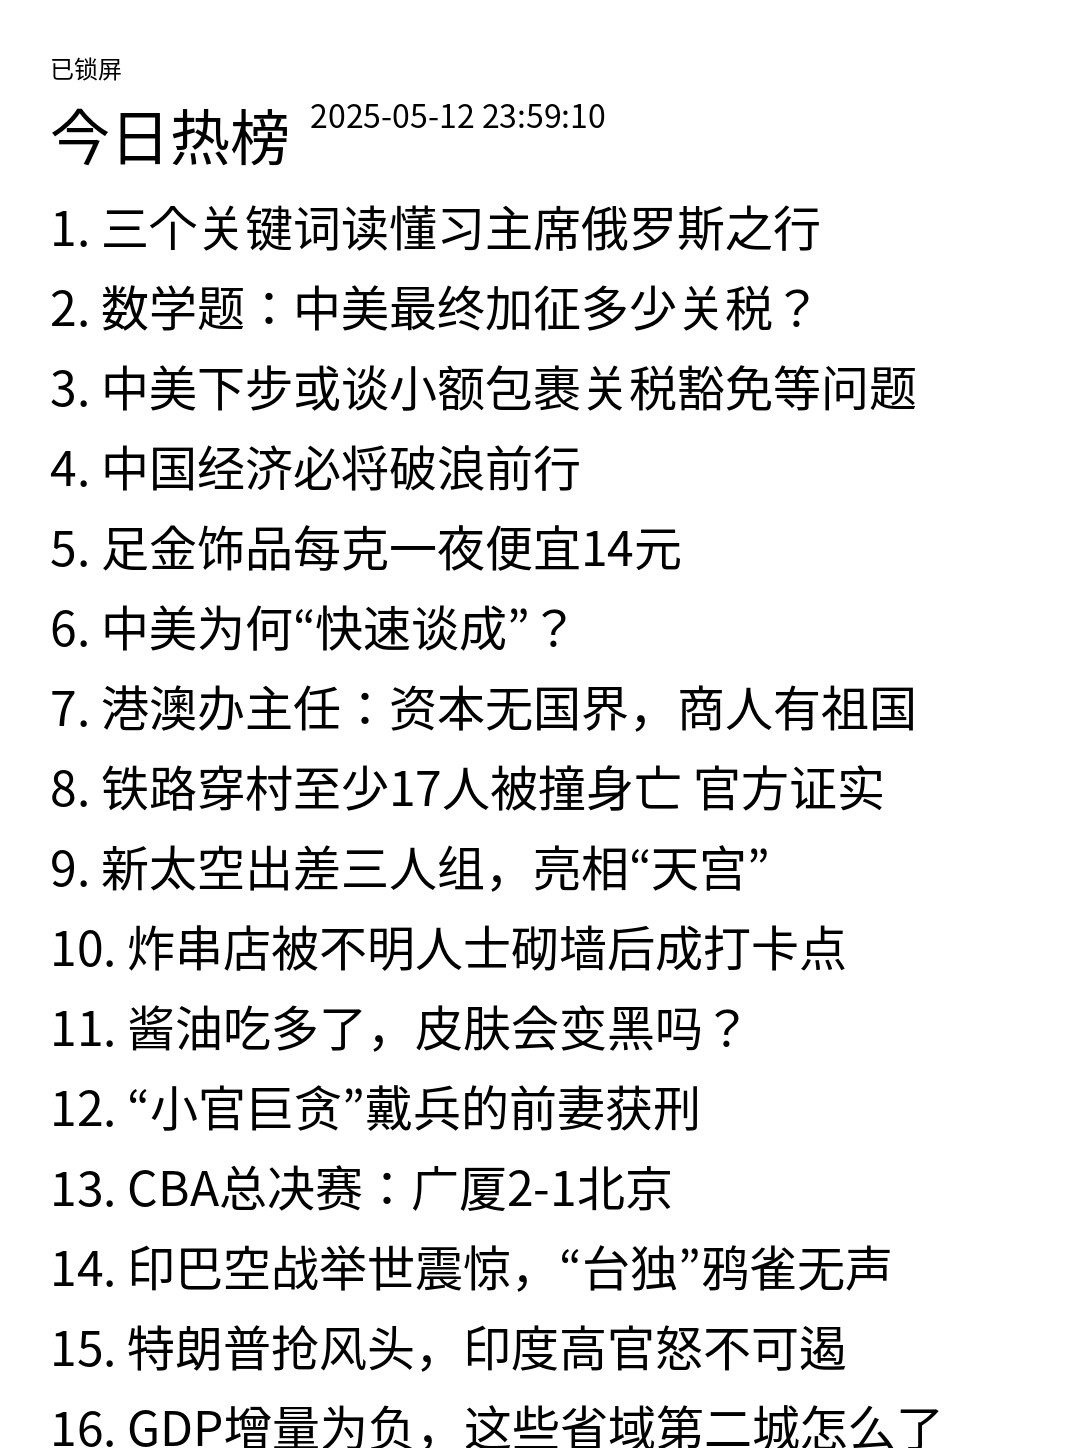 已锁屏
今日热榜 2025-05-12 23:59:10
1. 三个关键词读懂习主席俄罗斯之行
2. 数学题：中美最终加征多少关税？
3. 中美下步或谈小额包裹关税豁免等问题
4. 中国经济必将破浪前行
5. 足金饰品每克一夜便宜14元
6. 中美为何“快速谈成”？
7. 港澳办主任：资本无国界，商人有祖国
8. 铁路穿村至少17人被撞身亡 官方证实
9. 新太空出差三人组，亮相“天宫”
10. 炸串店被不明人士砌墙后成打卡点
11. 酱油吃多了，皮肤会变黑吗？
12. “小官巨贪”戴兵的前妻获刑
13. CBA总决赛：广厦2-1北京
14. 印巴空战举世震惊，“台独”鸦雀无声
15. 特朗普抢风头，印度高官怒不可遏
16. GDP增量为负，这些省域第二城怎么了